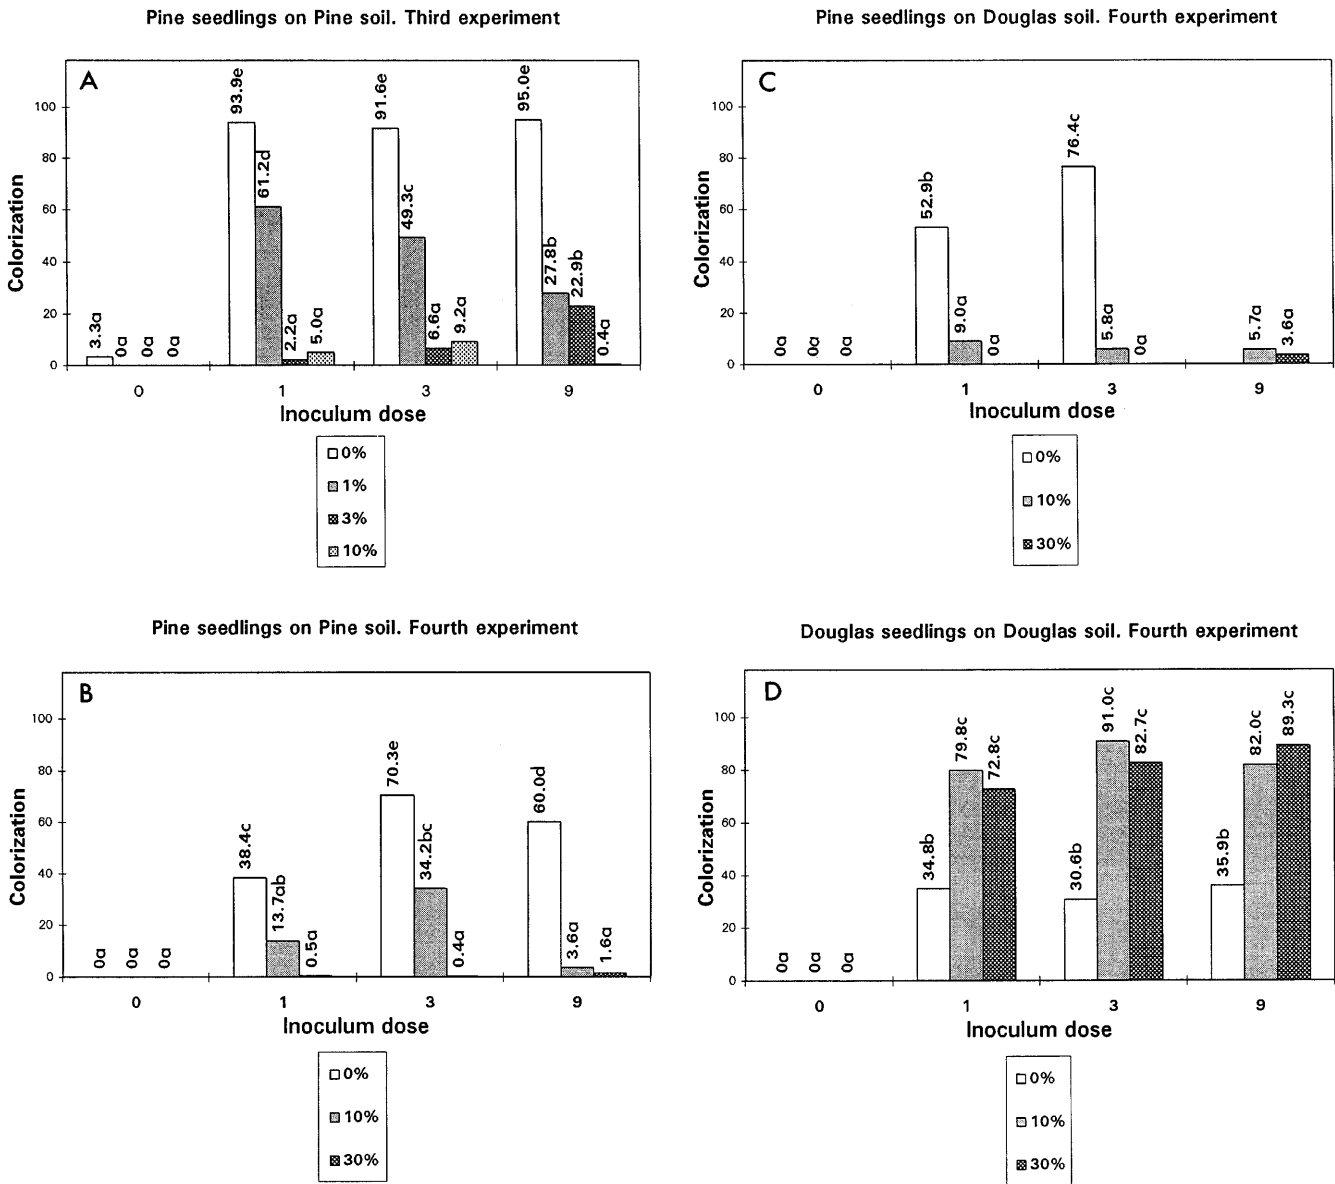 Pine seedlings on Pine soil. Third experiment
A
Colorization
100
80
60
40
20
0
3.3a
0a
0a
0a
93.9e
61.2d
2.2a
5.0a
91.6e
49.3c
6.6a
9.2a
95.0e
27.8b
22.9b
0.4a
0 1 3 9
Inoculum dose
0%
1%
3%
10%
Pine seedlings on Douglas soil. Fourth experiment
C
Colorization
100
80
60
40
20
0
0a
0a
0a
52.9b
9.0a
0a
76.4c
5.8a
0a
5.7a
3.6a
0 1 3 9
Inoculum dose
0%
10%
30%
Pine seedlings on Pine soil. Fourth experiment
B
Colorization
100
80
60
40
20
0
0a
0a
0a
38.4c
13.7ab
0.5a
70.3e
34.2bc
0.4a
60.0d
3.6a
1.6a
0 1 3 9
Inoculum dose
0%
10%
30%
Douglas seedlings on Douglas soil. Fourth experiment
D
Colorization
100
80
60
40
20
0
0a
0a
0a
34.8b
79.8c
72.8c
30.6b
91.0c
82.7c
35.9b
82.0c
89.3c
0 1 3 9
Inoculum dose
0%
10%
30%